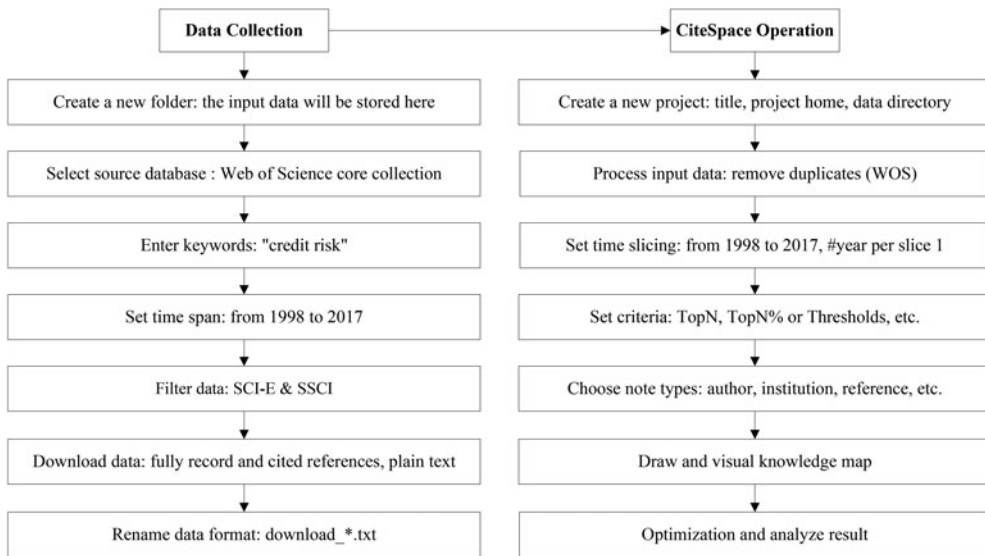 Data Collection
CiteSpace Operation
Create a new folder: the input data will be stored here
Select source database : Web of Science core collection
Enter keywords: "credit risk"
Set time span: from 1998 to 2017
Filter data: SCI-E & SSCI
Download data: fully record and cited references, plain text
Rename data format: download_*.txt
Create a new project: title, project home, data directory
Process input data: remove duplicates (WOS)
Set time slicing: from 1998 to 2017, #year per slice 1
Set criteria: TopN, TopN% or Thresholds, etc.
Choose note types: author, institution, reference, etc.
Draw and visual knowledge map
Optimization and analyze result